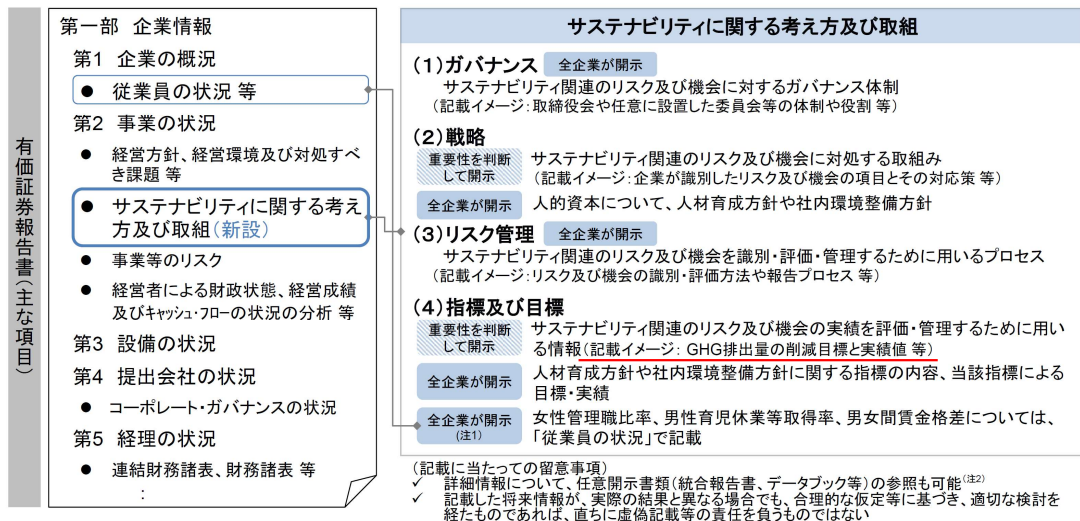 有価証券報告書(主な項目)
第一部 企業情報
第1 企業の概況
● 従業員の状況 等
第2 事業の状況
● 経営方針、経営環境及び対処すべ
き課題 等
● サステナビリティに関する考え
方及び取組(新設)
● 事業等のリスク
● 経営者による財政状態、経営成績
及びキャッシュ・フローの状況の分析 等
第3 設備の状況
第4 提出会社の状況
● コーポレート・ガバナンスの状況
第5 経理の状況
● 連結財務諸表、財務諸表 等
:
サステナビリティに関する考え方及び取組
(1)ガバナンス 全企業が開示
サステナビリティ関連のリスク及び機会に対するガバナンス体制
(記載イメージ:取締役会や任意に設置した委員会等の体制や役割 等)
(2)戦略
重要性を判断
して開示
サステナビリティ関連のリスク及び機会に対処する取組み
(記載イメージ:企業が識別したリスク及び機会の項目とその対応策 等)
全企業が開示 人的資本について、人材育成方針や社内環境整備方針
(3)リスク管理 全企業が開示
サステナビリティ関連のリスク及び機会を識別・評価・管理するために用いるプロセス
(記載イメージ:リスク及び機会の識別・評価方法や報告プロセス 等)
(4)指標及び目標
重要性を判断
して開示
サステナビリティ関連のリスク及び機会の実績を評価・管理するために用い
る情報(記載イメージ: GHG排出量の削減目標と実績値 等)
全企業が開示
人材育成方針や社内環境整備方針に関する指標の内容、当該指標による
目標・実績
全企業が開示
(注1)
女性管理職比率、男性育児休業等取得率、男女間賃金格差については、
「従業員の状況」で記載
(記載に当たっての留意事項)
✓ 詳細情報について、任意開示書類(統合報告書、データブック等)の参照も可能(注2)
✓ 記載した将来情報が、実際の結果と異なる場合でも、合理的な仮定等に基づき、適切な検討を
経たものであれば、直ちに虚偽記載等の責任を負うものではない